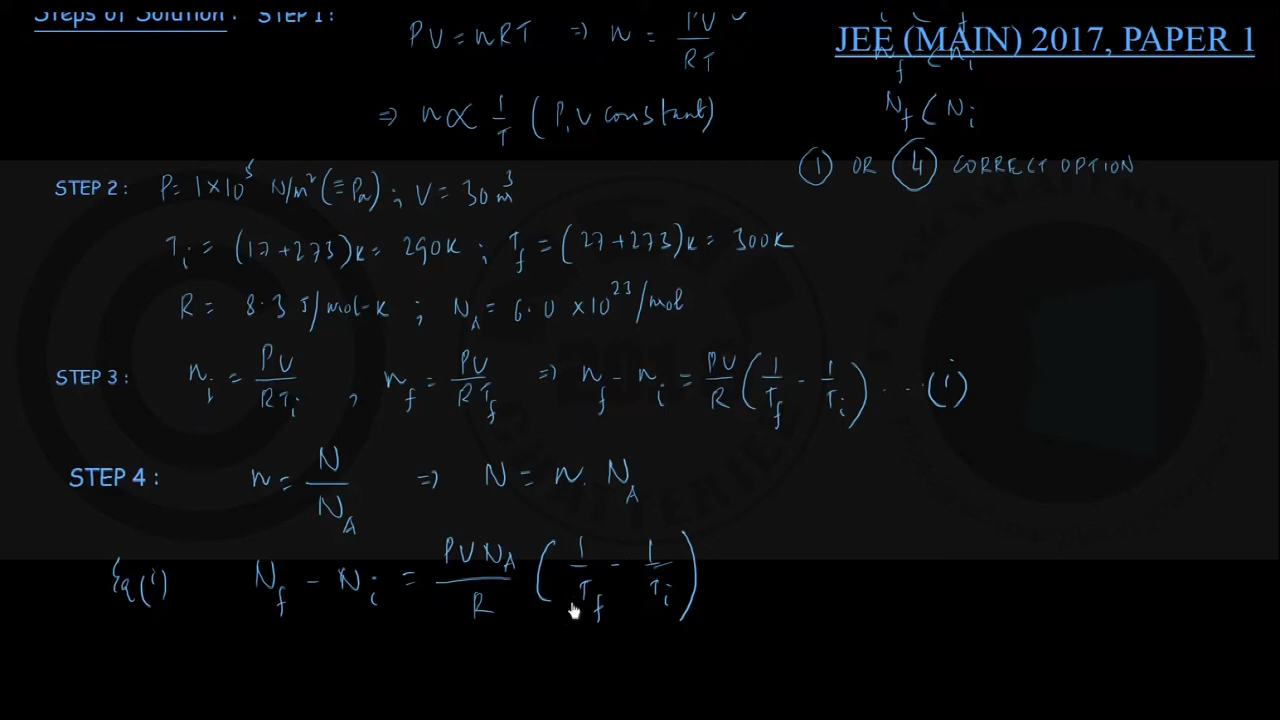 Steps of Solution : STEP 1 :
PV = nRT ⇒ n = PV/RT
JEE (MAIN) 2017, PAPER 1
n_f < n_i
⇒ n ∝ 1/T (P, V constant)
N_f < N_i
① OR ④ CORRECT OPTION
STEP 2 : P = 1×10^5 N/m^2 (≡ Pa) ; V = 30 m^3
T_i = (17+273)K = 290K ; T_f = (27+273)K = 300K
R = 8.3 J/mol-K ; N_A = 6.0 ×10^23/mol
STEP 3 : n_i = PV/RT_i , n_f = PV/RT_f ⇒ n_f - n_i = PV/R (1/T_f - 1/T_i) ... (i)
STEP 4 : n = N/N_A ⇒ N = n. N_A
Eq(i) N_f - N_i = PVN_A/R (1/T_f - 1/T_i)